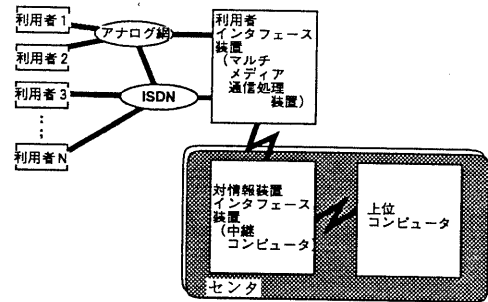 利用者1
利用者2
利用者3
利用者N
アナログ網
ISDN
利用者
インタフェース
装置
(マルチ
メディア
通信処理
装置)
対情報装置
インタフェース
装置
(中継
コンピュータ)
上位
コンピュータ
センタ